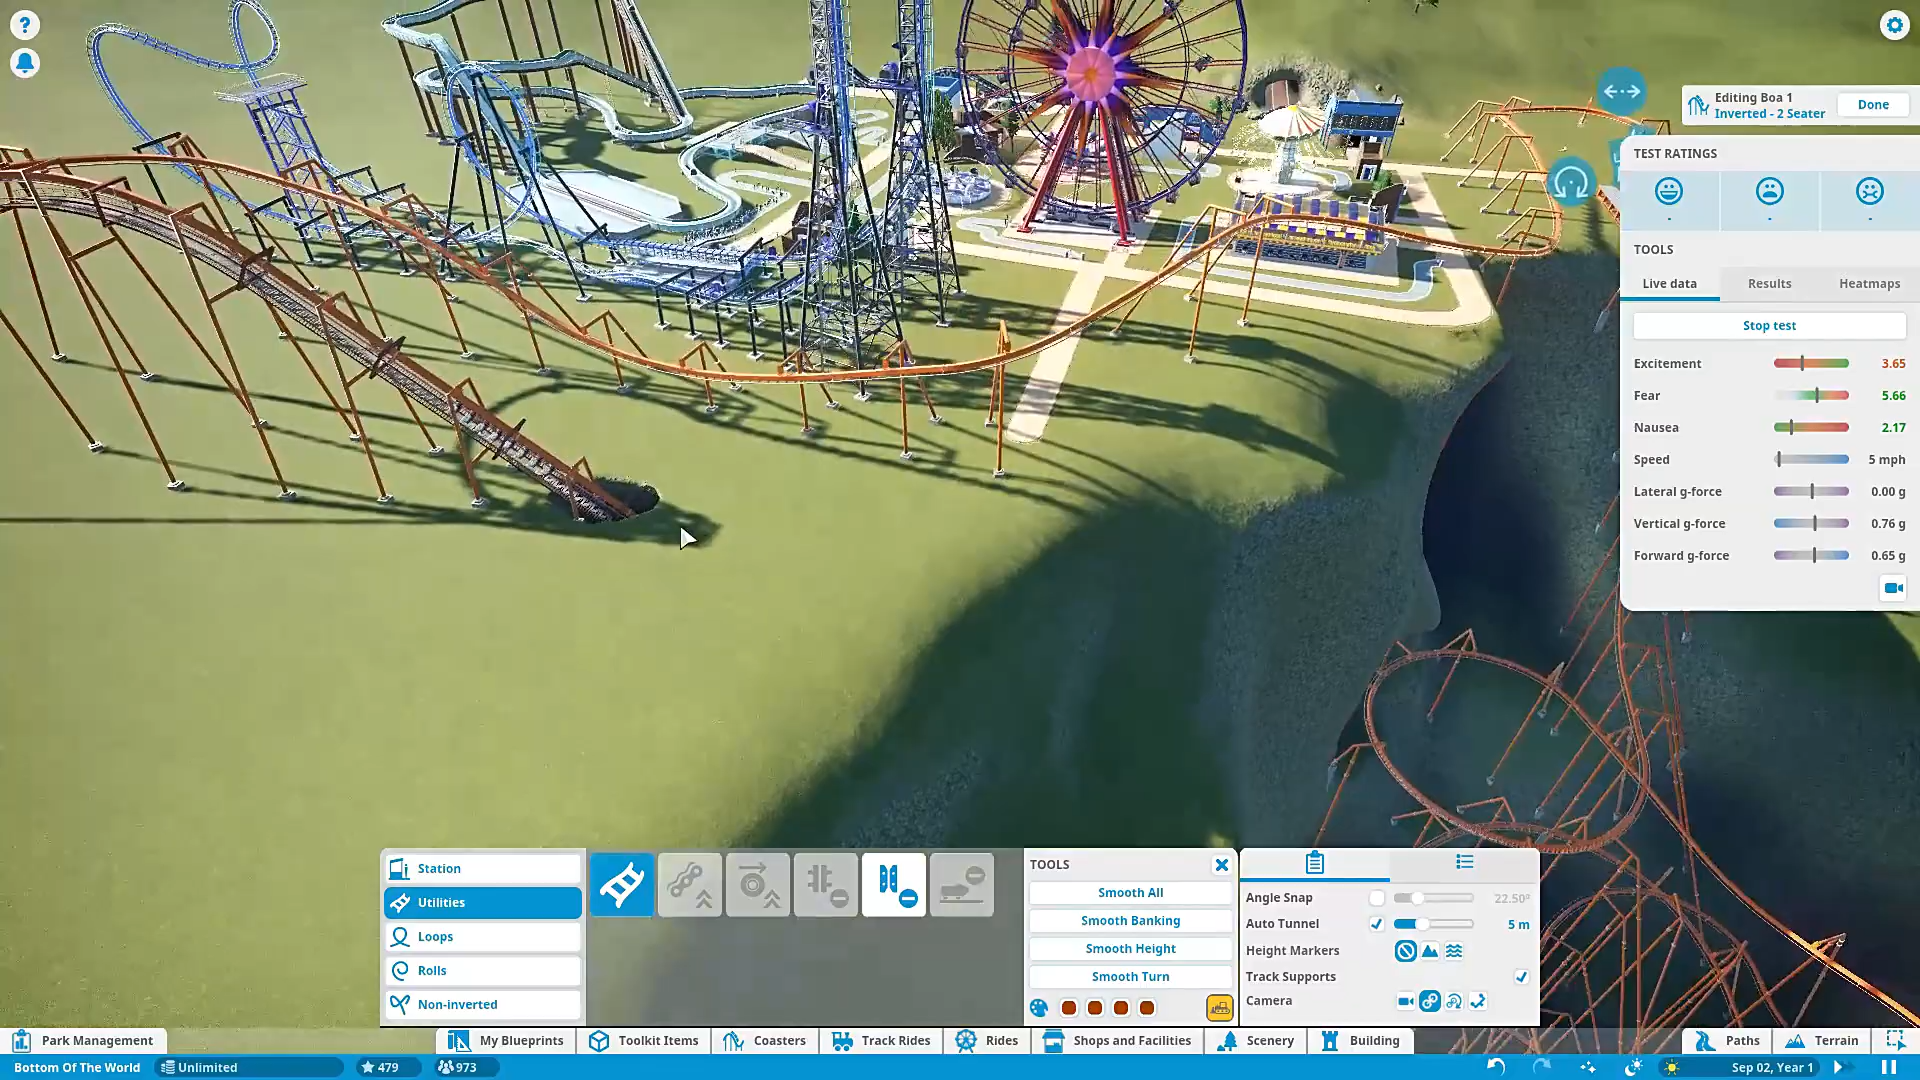 ?
Editing Boa 1
Inverted - 2 Seater
Done
TEST RATINGS
- - -
TOOLS
Live data Results Heatmaps
Stop test
Excitement 3.65
Fear 5.66
Nausea 2.17
Speed 5 mph
Lateral g-force 0.00 g
Vertical g-force 0.76 g
Forward g-force 0.65 g
Station
Utilities
Loops
Rolls
Non-inverted
TOOLS
Smooth All
Smooth Banking
Smooth Height
Smooth Turn
Angle Snap 22.50°
Auto Tunnel 5 m
Height Markers
Track Supports
Camera
Park Management My Blueprints Toolkit Items Coasters Track Rides Rides Shops and Facilities Scenery Building Paths Terrain
Bottom Of The World Unlimited 479 973 Sep 02, Year 1